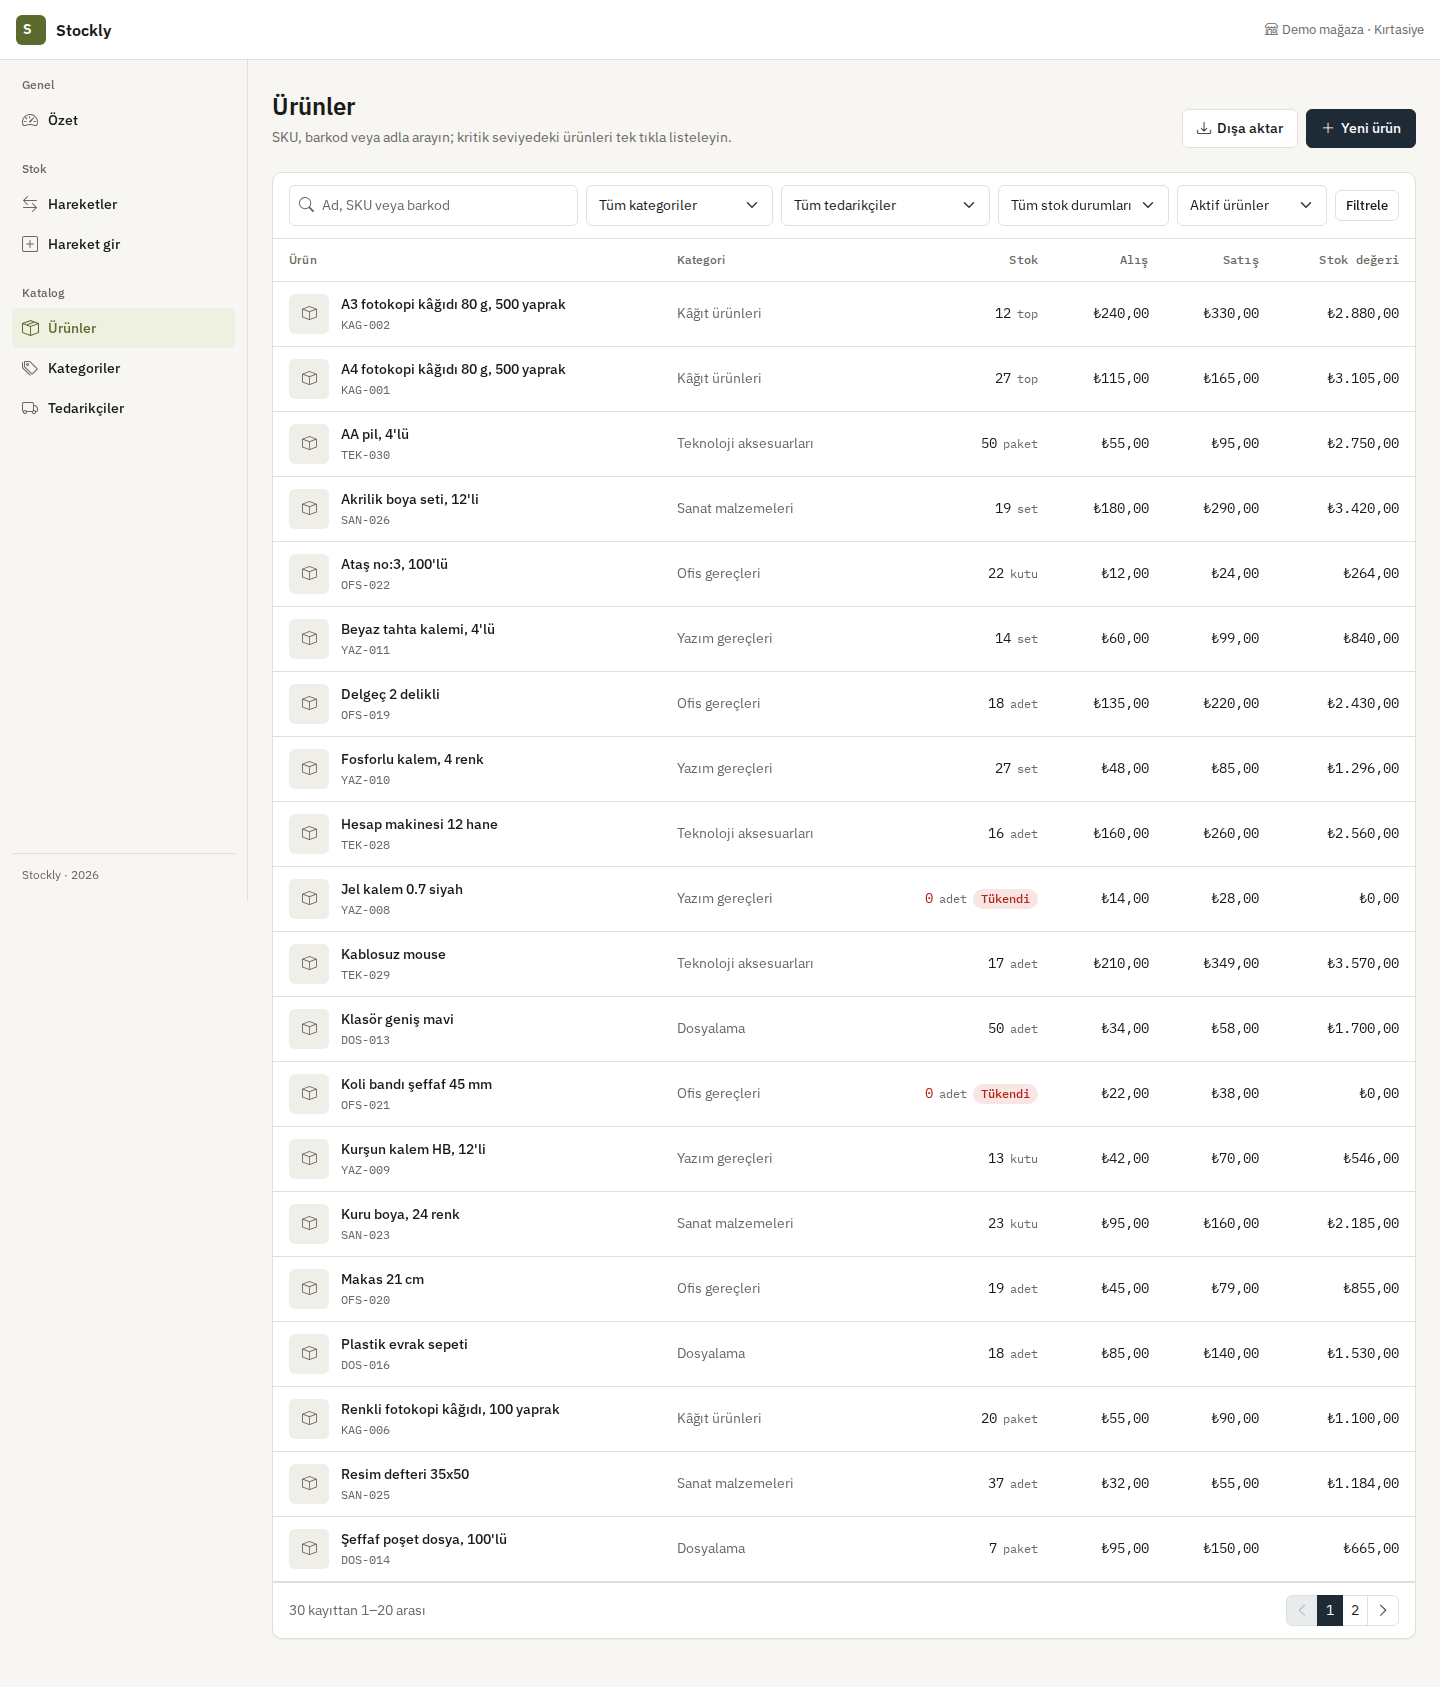 S Stockly
Demo mağaza · Kırtasiye
Genel
Özet
Stok
Hareketler
Hareket gir
Katalog
Ürünler
Kategoriler
Tedarikçiler
Stockly · 2026
Ürünler
SKU, barkod veya adla arayın; kritik seviyedeki ürünleri tek tıkla listeleyin.
Dışa aktar
Yeni ürün
Ad, SKU veya barkod
Tüm kategoriler
Tüm tedarikçiler
Tüm stok durumları
Aktif ürünler
Filtrele
Ürün Kategori Stok Alış Satış Stok değeri
A3 fotokopi kâğıdı 80 g, 500 yaprak
KAG-002
Kâğıt ürünleri 12 top ₺240,00 ₺330,00 ₺2.880,00
A4 fotokopi kâğıdı 80 g, 500 yaprak
KAG-001
Kâğıt ürünleri 27 top ₺115,00 ₺165,00 ₺3.105,00
AA pil, 4'lü
TEK-030
Teknoloji aksesuarları 50 paket ₺55,00 ₺95,00 ₺2.750,00
Akrilik boya seti, 12'li
SAN-026
Sanat malzemeleri 19 set ₺180,00 ₺290,00 ₺3.420,00
Ataş no:3, 100'lü
OFS-022
Ofis gereçleri 22 kutu ₺12,00 ₺24,00 ₺264,00
Beyaz tahta kalemi, 4'lü
YAZ-011
Yazım gereçleri 14 set ₺60,00 ₺99,00 ₺840,00
Delgeç 2 delikli
OFS-019
Ofis gereçleri 18 adet ₺135,00 ₺220,00 ₺2.430,00
Fosforlu kalem, 4 renk
YAZ-010
Yazım gereçleri 27 set ₺48,00 ₺85,00 ₺1.296,00
Hesap makinesi 12 hane
TEK-028
Teknoloji aksesuarları 16 adet ₺160,00 ₺260,00 ₺2.560,00
Jel kalem 0.7 siyah
YAZ-008
Yazım gereçleri 0 adet Tükendi ₺14,00 ₺28,00 ₺0,00
Kablosuz mouse
TEK-029
Teknoloji aksesuarları 17 adet ₺210,00 ₺349,00 ₺3.570,00
Klasör geniş mavi
DOS-013
Dosyalama 50 adet ₺34,00 ₺58,00 ₺1.700,00
Koli bandı şeffaf 45 mm
OFS-021
Ofis gereçleri 0 adet Tükendi ₺22,00 ₺38,00 ₺0,00
Kurşun kalem HB, 12'li
YAZ-009
Yazım gereçleri 13 kutu ₺42,00 ₺70,00 ₺546,00
Kuru boya, 24 renk
SAN-023
Sanat malzemeleri 23 kutu ₺95,00 ₺160,00 ₺2.185,00
Makas 21 cm
OFS-020
Ofis gereçleri 19 adet ₺45,00 ₺79,00 ₺855,00
Plastik evrak sepeti
DOS-016
Dosyalama 18 adet ₺85,00 ₺140,00 ₺1.530,00
Renkli fotokopi kâğıdı, 100 yaprak
KAG-006
Kâğıt ürünleri 20 paket ₺55,00 ₺90,00 ₺1.100,00
Resim defteri 35x50
SAN-025
Sanat malzemeleri 37 adet ₺32,00 ₺55,00 ₺1.184,00
Şeffaf poşet dosya, 100'lü
DOS-014
Dosyalama 7 paket ₺95,00 ₺150,00 ₺665,00
30 kayıttan 1–20 arası
1 2